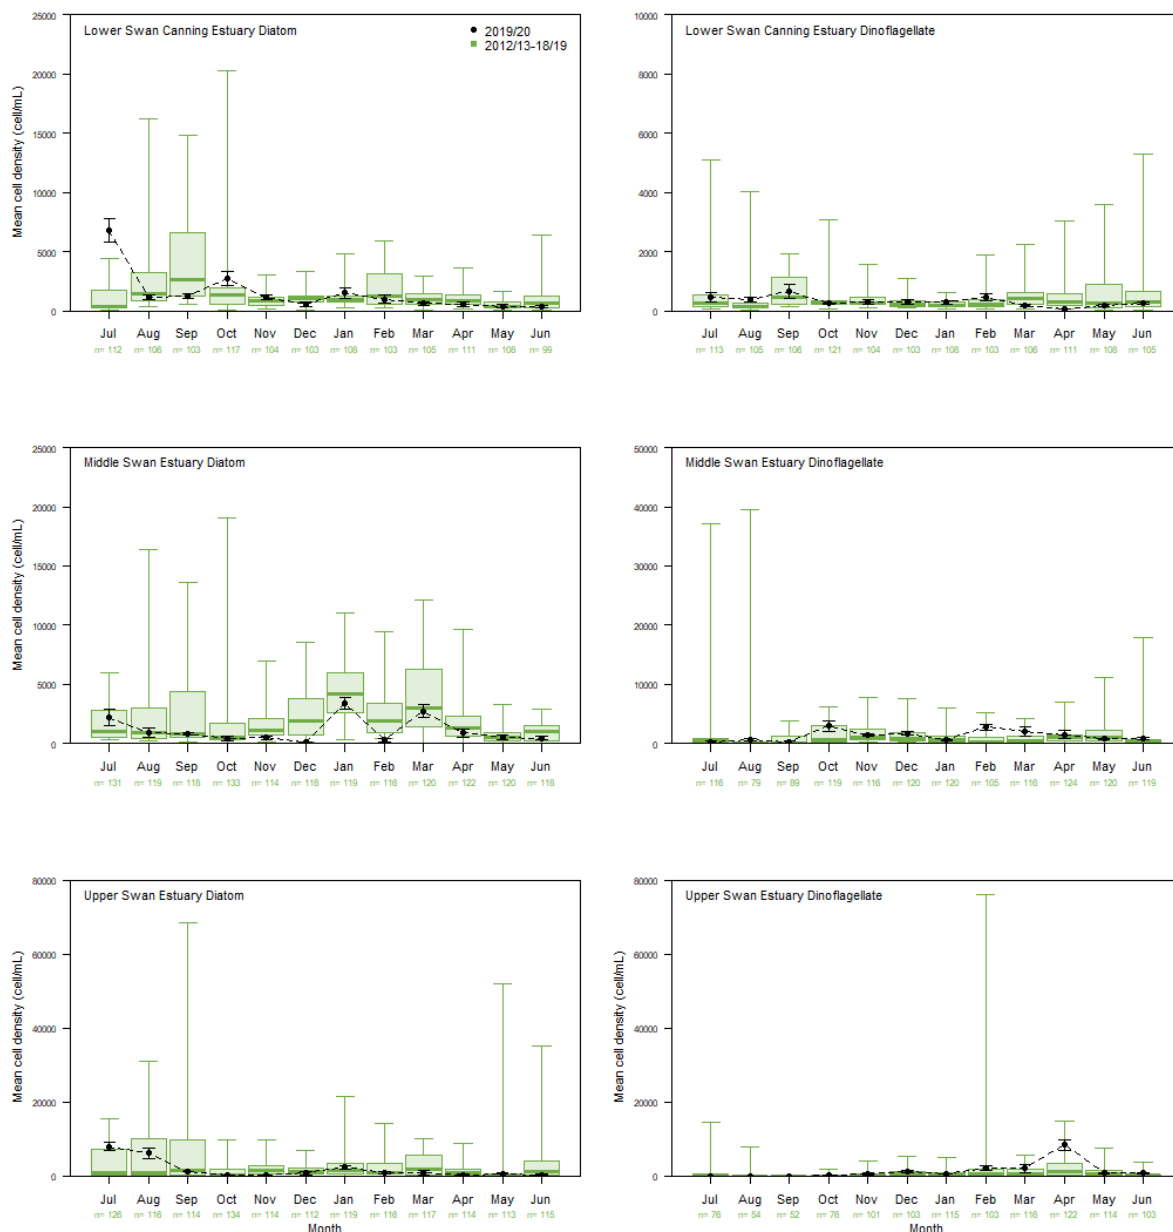 Lower Swan Canning Estuary Diatom
2019/20
2012/13-18/19
Mean cell density (cell/mL)
25000
20000
15000
10000
5000
0
Jul Aug Sep Oct Nov Dec Jan Feb Mar Apr May Jun
n= 112 n= 106 n= 103 n= 117 n= 104 n= 103 n= 108 n= 103 n= 105 n= 111 n= 108 n= 99
Lower Swan Canning Estuary Dinoflagellate
10000
8000
6000
4000
2000
0
Jul Aug Sep Oct Nov Dec Jan Feb Mar Apr May Jun
n= 113 n= 105 n= 106 n= 121 n= 104 n= 103 n= 108 n= 103 n= 106 n= 111 n= 108 n= 105
Middle Swan Estuary Diatom
Mean cell density (cell/mL)
25000
20000
15000
10000
5000
0
Jul Aug Sep Oct Nov Dec Jan Feb Mar Apr May Jun
n= 131 n= 119 n= 118 n= 133 n= 114 n= 118 n= 119 n= 116 n= 120 n= 122 n= 120 n= 118
Middle Swan Estuary Dinoflagellate
50000
40000
30000
20000
10000
0
Jul Aug Sep Oct Nov Dec Jan Feb Mar Apr May Jun
n= 116 n= 79 n= 89 n= 119 n= 116 n= 120 n= 120 n= 105 n= 116 n= 124 n= 120 n= 119
Upper Swan Estuary Diatom
Mean cell density (cell/mL)
80000
60000
40000
20000
0
Jul Aug Sep Oct Nov Dec Jan Feb Mar Apr May Jun
n= 126 n= 116 n= 114 n= 134 n= 114 n= 112 n= 119 n= 116 n= 117 n= 114 n= 113 n= 115
Month
Upper Swan Estuary Dinoflagellate
80000
60000
40000
20000
0
Jul Aug Sep Oct Nov Dec Jan Feb Mar Apr May Jun
n= 76 n= 54 n= 52 n= 76 n= 101 n= 103 n= 115 n= 103 n= 116 n= 122 n= 114 n= 103
Month